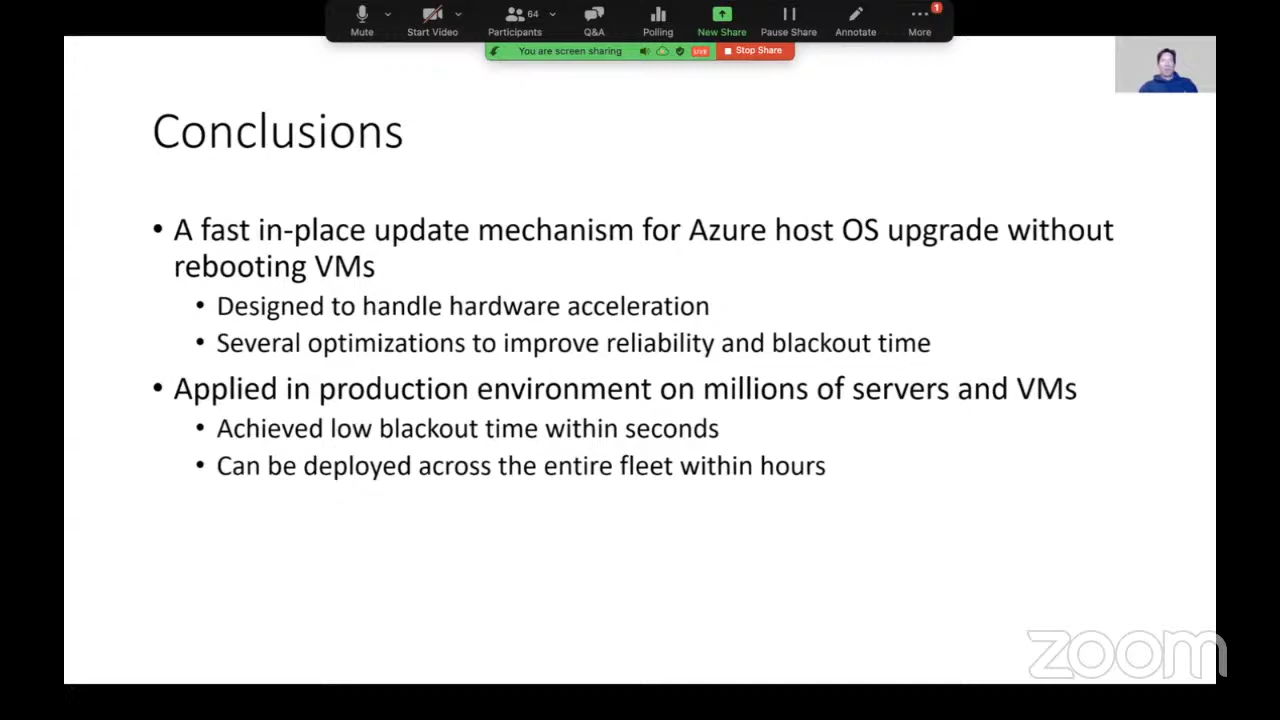 Mute
Start Video
64
Participants
Q&A
Polling
New Share
Pause Share
Annotate
1
More
You are screen sharing
LIVE
Stop Share
Conclusions
• A fast in-place update mechanism for Azure host OS upgrade without
rebooting VMs
• Designed to handle hardware acceleration
• Several optimizations to improve reliability and blackout time
• Applied in production environment on millions of servers and VMs
• Achieved low blackout time within seconds
• Can be deployed across the entire fleet within hours
zoom